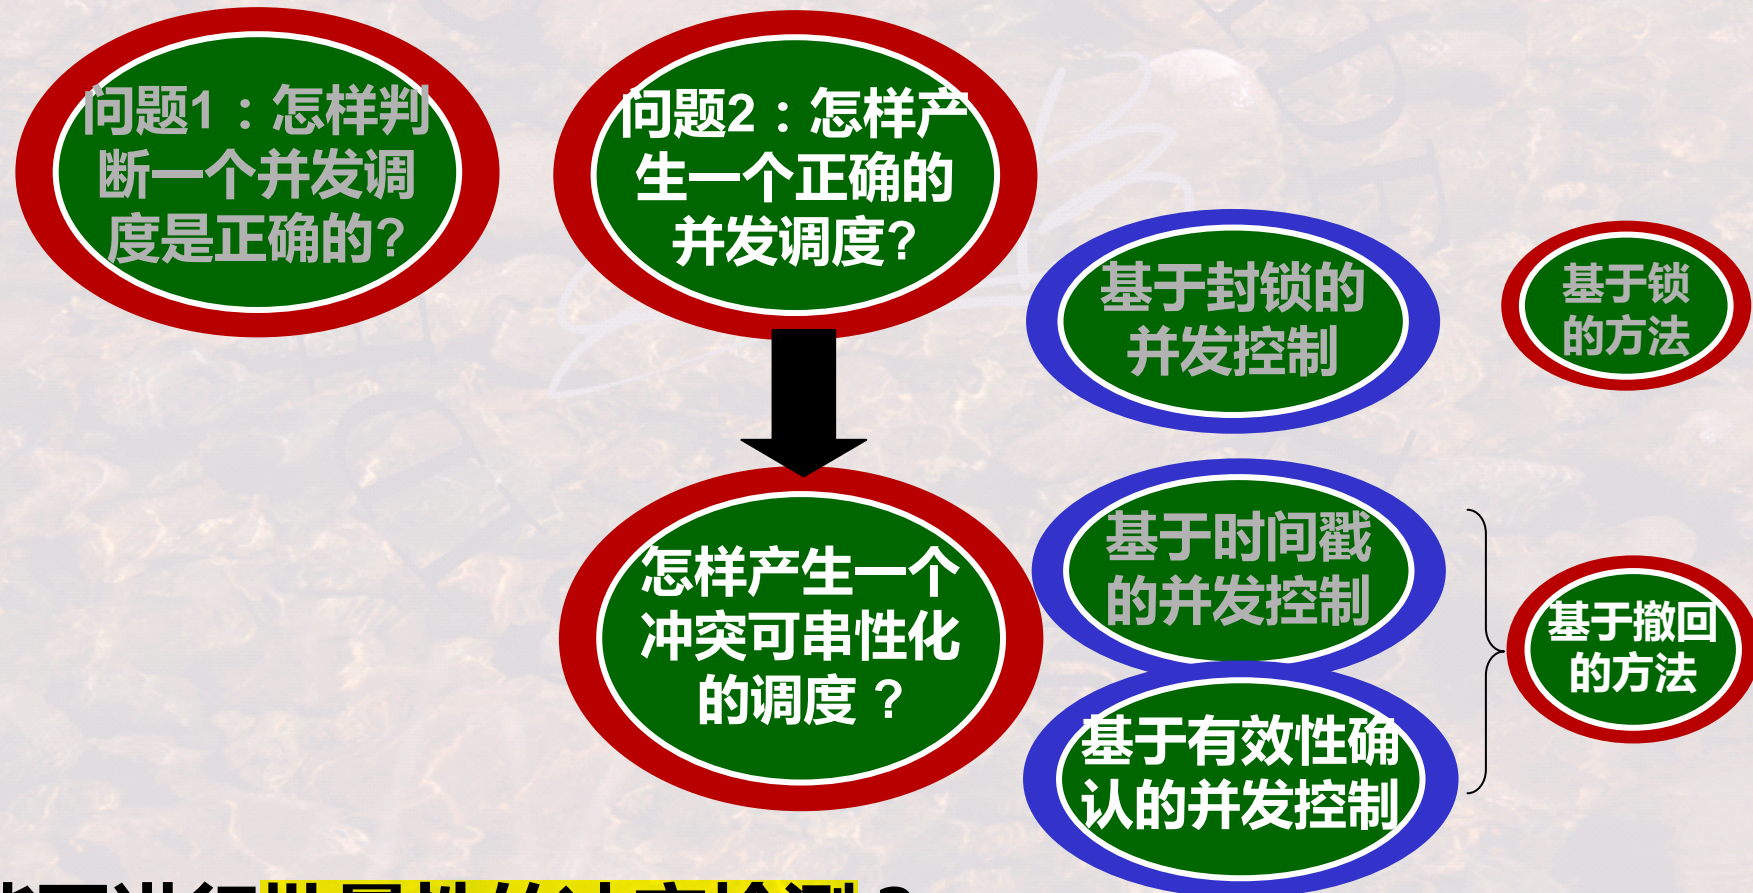 问题1：怎样判
断一个并发调
度是正确的?
问题2：怎样产
生一个正确的
并发调度?
基于封锁的
并发控制
基于锁
的方法
怎样产生一个
冲突可串性化
的调度？
基于时间戳
的并发控制
基于撤回
的方法
基于有效性确
认的并发控制